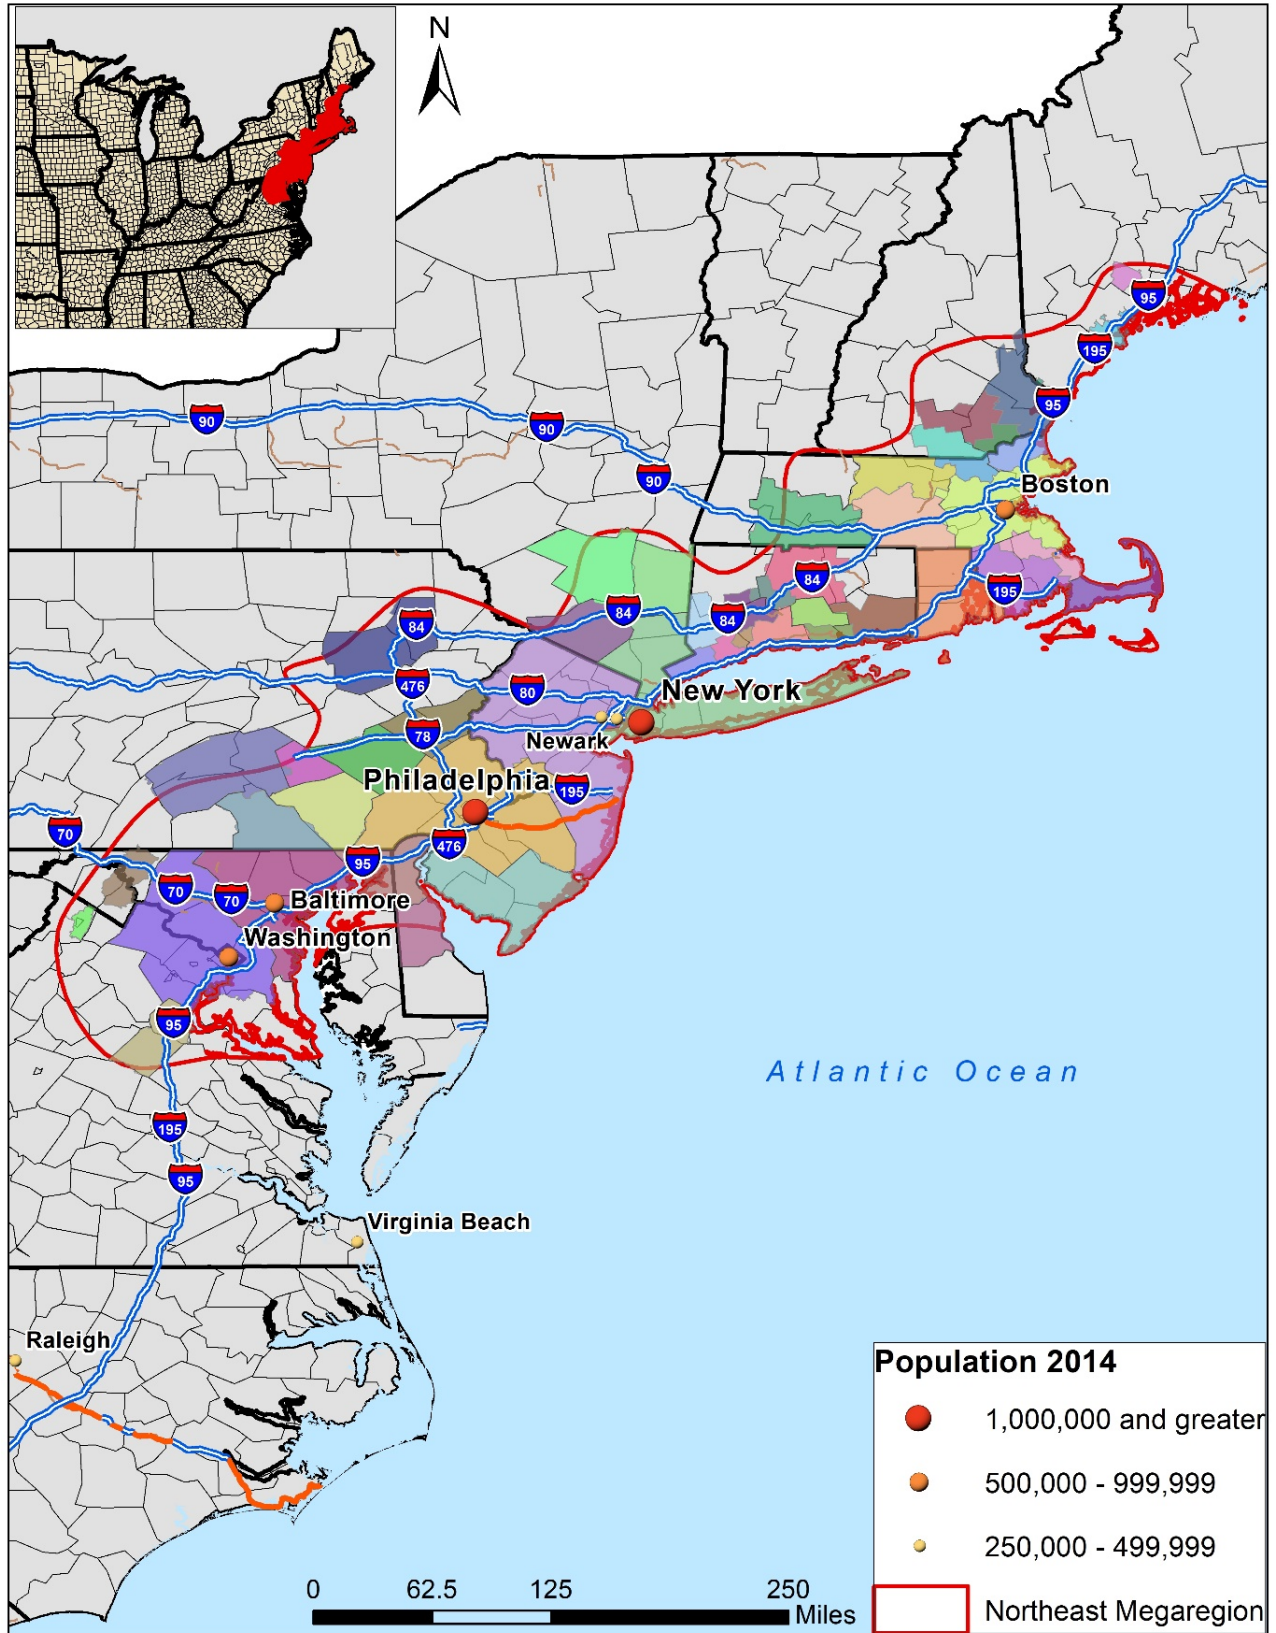 N
95
195
95
90
90
90
Boston
84
195
84
84
84
476
80
New York
78
Newark
Philadelphia
195
70
476
95
70
70
Baltimore
Washington
95
Atlantic Ocean
195
95
Virginia Beach
Raleigh
Population 2014
1,000,000 and greater
500,000 - 999,999
250,000 - 499,999
Northeast Megaregion
0 62.5 125 250
Miles